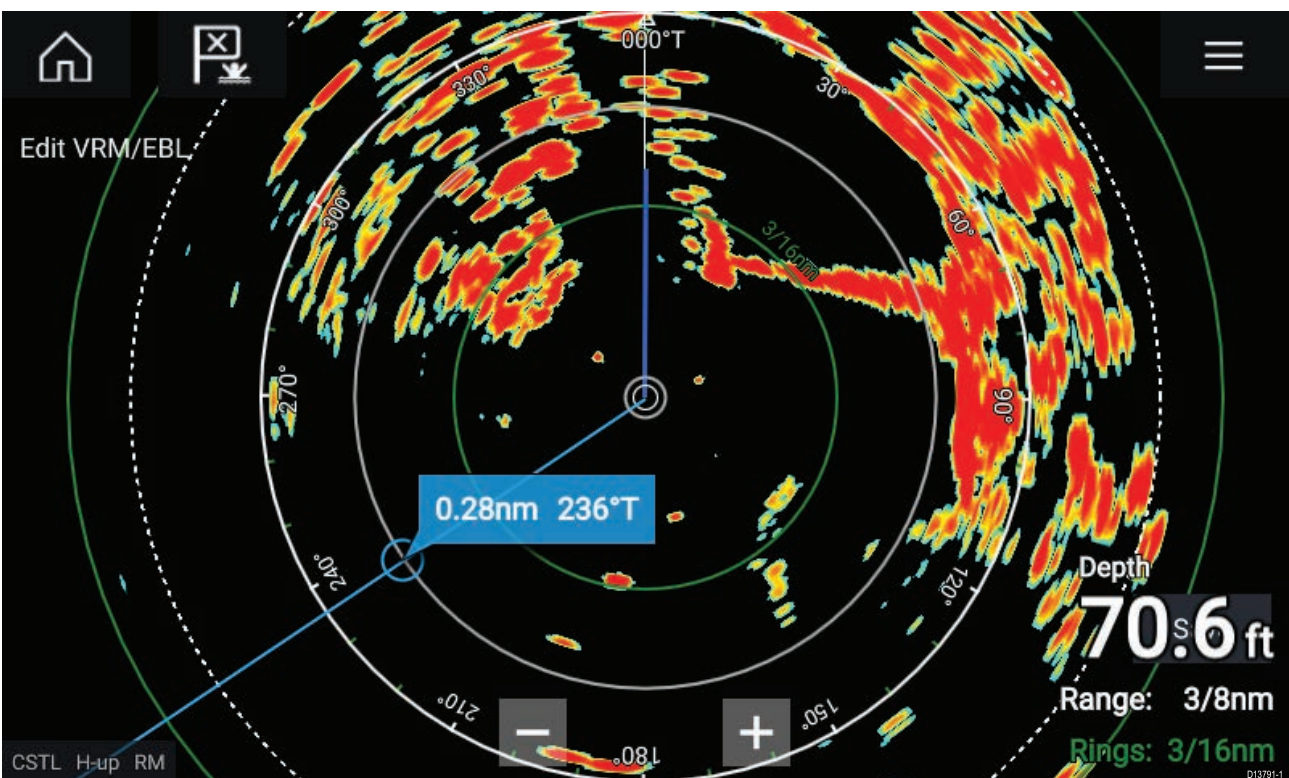 000°T
330°
30°
Edit VRM/EBL
300°
60°
3/16nm
270°
90°
0.28nm 236°T
240°
120°
Depth
70.6 ft
210°
150°
Range: 3/8nm
180°
Rings: 3/16nm
CSTL H-up RM
D13791-1